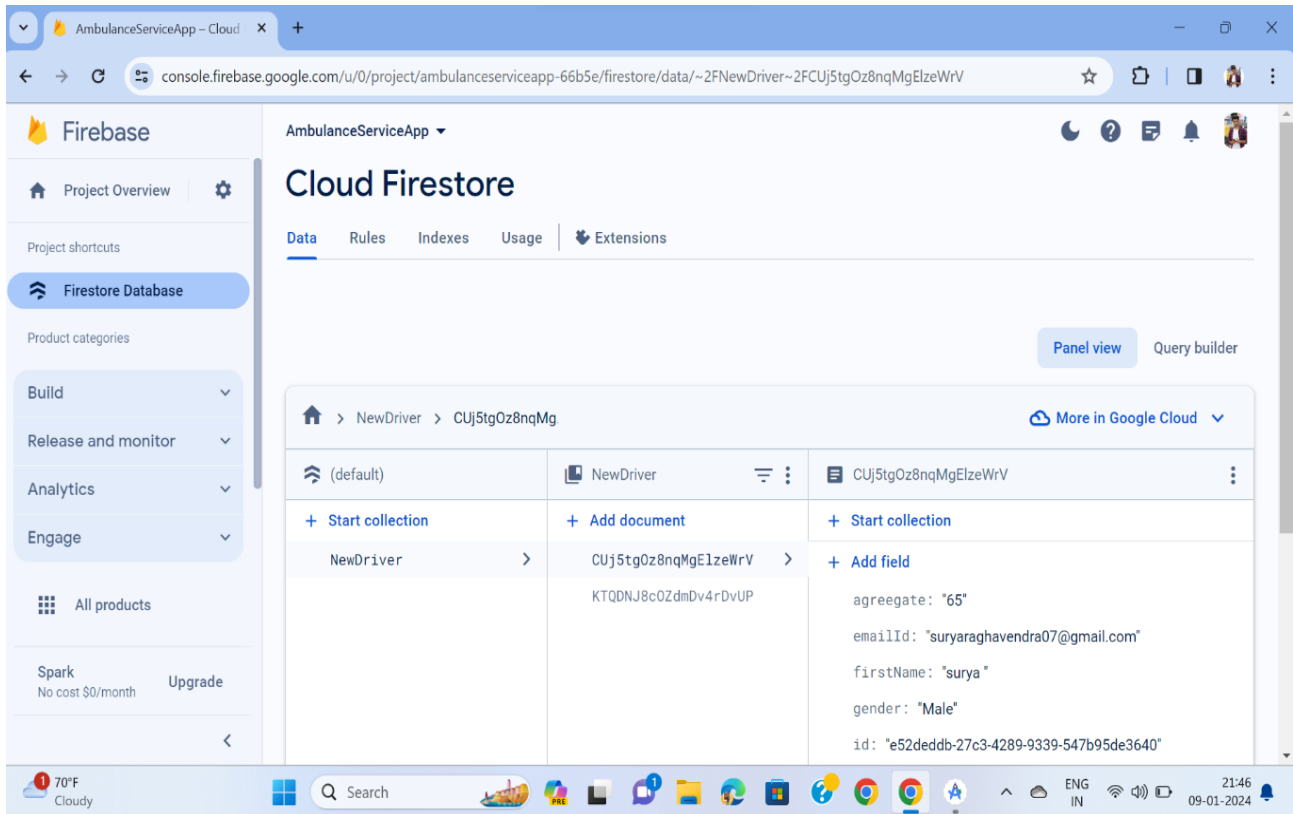 AmbulanceServiceApp – Cloud
console.firebase.google.com/u/0/project/ambulanceserviceapp-66b5e/firestore/data/~2FNewDriver~2FCUj5tgOz8nqMgElzeWrV
Firebase
AmbulanceServiceApp
Project Overview
Cloud Firestore
Project shortcuts
Data Rules Indexes Usage Extensions
Firestore Database
Product categories
Panel view Query builder
Build
NewDriver > CUj5tgOz8nqMg
More in Google Cloud
Release and monitor
(default) NewDriver CUj5tgOz8nqMgElzeWrV
Analytics
+ Start collection + Add document + Start collection
Engage
NewDriver CUj5tgOz8nqMgElzeWrV + Add field
KTQDNJ8cOZdmDv4rDvUP agreegate: "65"
All products
emailId: "suryaraghavendra07@gmail.com"
firstName: "surya "
Spark
No cost $0/month
Upgrade
gender: "Male"
id: "e52deddb-27c3-4289-9339-547b95de3640"
1
70°F
Cloudy
Search
PRE
1
2
ENG
IN
21:46
09-01-2024